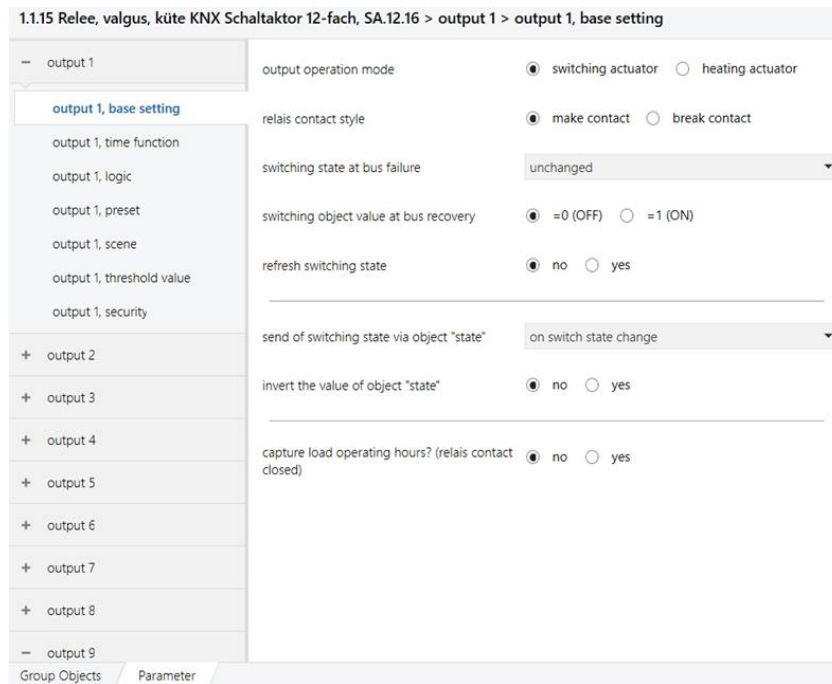 1.1.15 Relee, valgus, küte KNX Schaltaktor 12-fach, SA.12.16 > output 1 > output 1, base setting
− output 1
output 1, base setting
output 1, time function
output 1, logic
output 1, preset
output 1, scene
output 1, threshold value
output 1, security
+ output 2
+ output 3
+ output 4
+ output 5
+ output 6
+ output 7
+ output 8
− output 9
output operation mode switching actuator heating actuator
relais contact style make contact break contact
switching state at bus failure unchanged
switching object value at bus recovery =0 (OFF) =1 (ON)
refresh switching state no yes
send of switching state via object "state" on switch state change
invert the value of object "state" no yes
capture load operating hours? (relais contact no yes
closed)
Group Objects Parameter